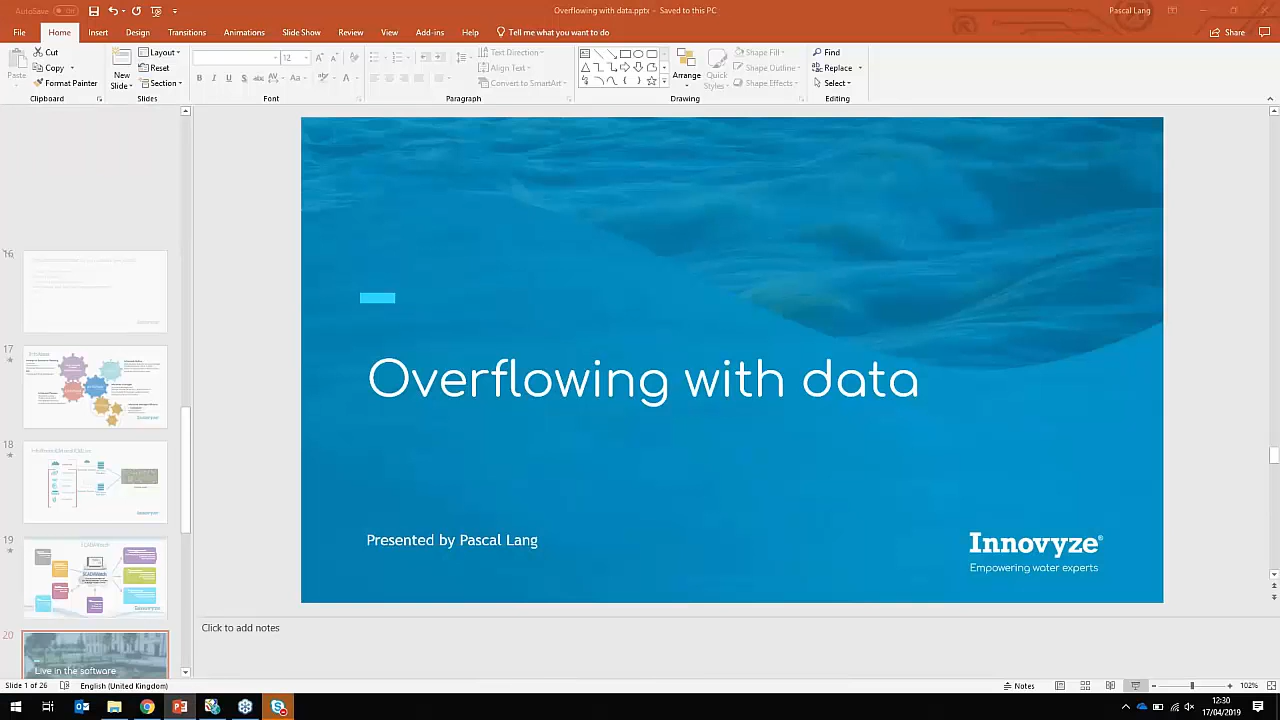 AutoSave Off
Overflowing with data.pptx - Saved to this PC
Pascal Lang
File Home Insert Design Transitions Animations Slide Show Review View Add-ins Help Tell me what you want to do Share
Paste
Cut
Copy
Format Painter
Clipboard
New Slide
Layout
Reset
Section
Slides
12
Font
Text Direction
Align Text
Convert to SmartArt
Paragraph
Arrange
Quick Styles
Shape Fill
Shape Outline
Shape Effects
Drawing
Find
Replace
Select
Editing
16
17
18
19
20
Live in the software
Overflowing with data
Presented by Pascal Lang
Innovyze®
Empowering water experts
Click to add notes
Slide 1 of 26 English (United Kingdom) Notes 102%
12:30
17/04/2019